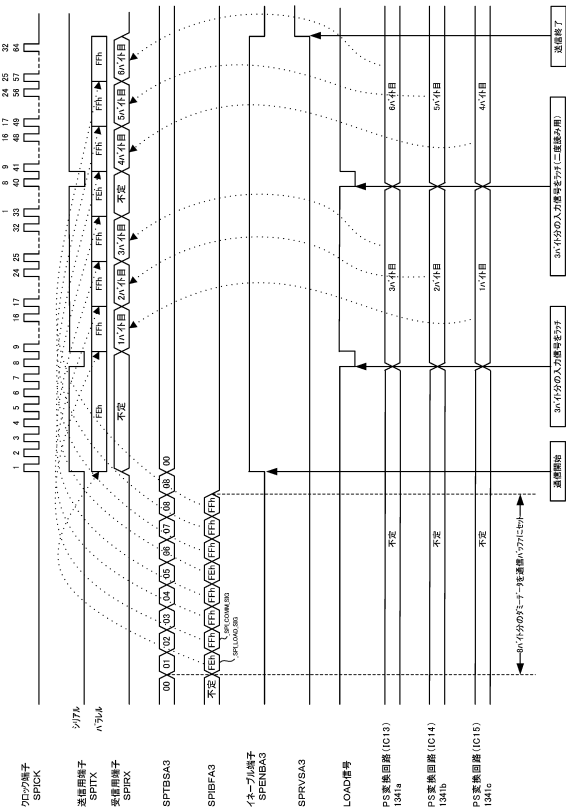 クロック端子
SPICK
1 2 3 4 5 6 7 8 9 16 17 24 25 32 1 8 9 16 17 24 25 32
33 40 41 48 49 56 57 64
シリアル
パラレル
送信用端子
SPITX
FEh FFh FFh FFh FEh FFh FFh FFh
受信用端子
SPIRX
不定 1バイト目 2バイト目 3バイト目 不定 4バイト目 5バイト目 6バイト目
SPTBSA3
00 01 02 03 04 05 06 07 08 08 00
SPIBFA3
不定 FEh FFh FFh FFh FEh FFh FFh FFh
_SPI_LOAD_SIG
_SPI_COMM_SIG
イネーブル端子
SPENBA3
SPRVSA3
LOAD信号
PS変換回路(IC13)
1341a
不定 3バイト目 6バイト目
PS変換回路(IC14)
1341b
不定 2バイト目 5バイト目
PS変換回路(IC15)
1341c
不定 1バイト目 4バイト目
8バイト分のダミーデータを通信バッファにセット
通信開始
3バイト分の入力信号をラッチ
3バイト分の入力信号をラッチ(二度読み用)
送信終了